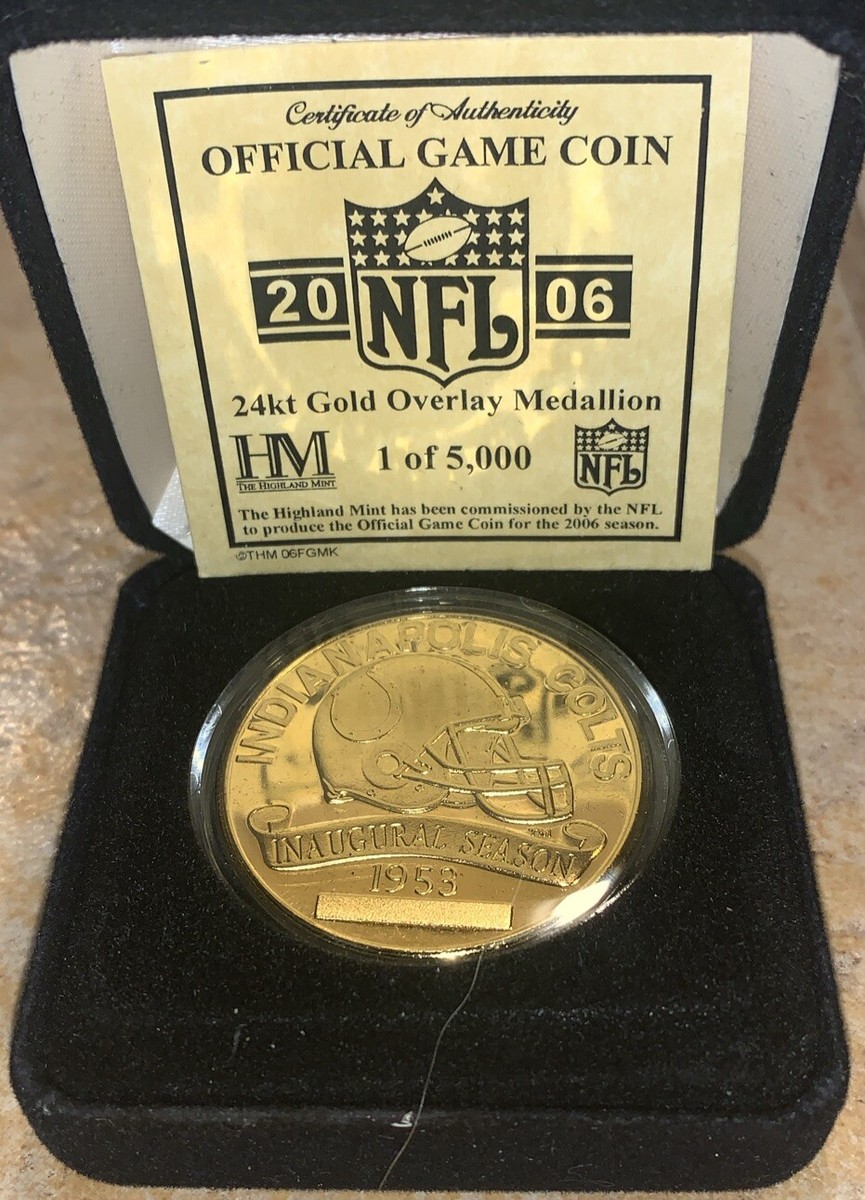 Certificate of Authenticity
OFFICIAL GAME COIN
20 NFL 06
24kt Gold Overlay Medallion
HM 1 of 5,000 NFL
THE HIGHLAND MINT
The Highland Mint has been commissioned by the NFL
to produce the Official Game Coin for the 2006 season.
©THM 06FGMK
INDIANAPOLIS COLTS
INAUGURAL SEASON
1953